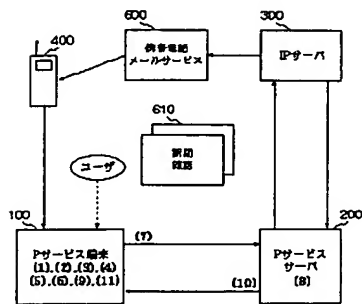 600
300
400
携帯電話
メールサービス
IPサーバ
610
新聞
雑誌
ユーザ
100
200
(7)
Pサービス端末
(1),(2),(3),(4)
(5),(6),(9),(11)
Pサービス
サーバ
(8)
(10)